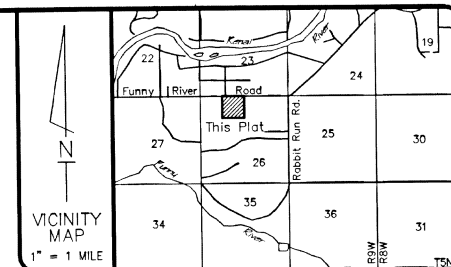 N
VICINITY
MAP
1" = 1 MILE
Kenai
River
19
22
23
24
Funny River Road
This Plat
Rabbit Run Rd.
25
30
27
26
Funny
River
34
35
36
31
R9W
R8W
T5N